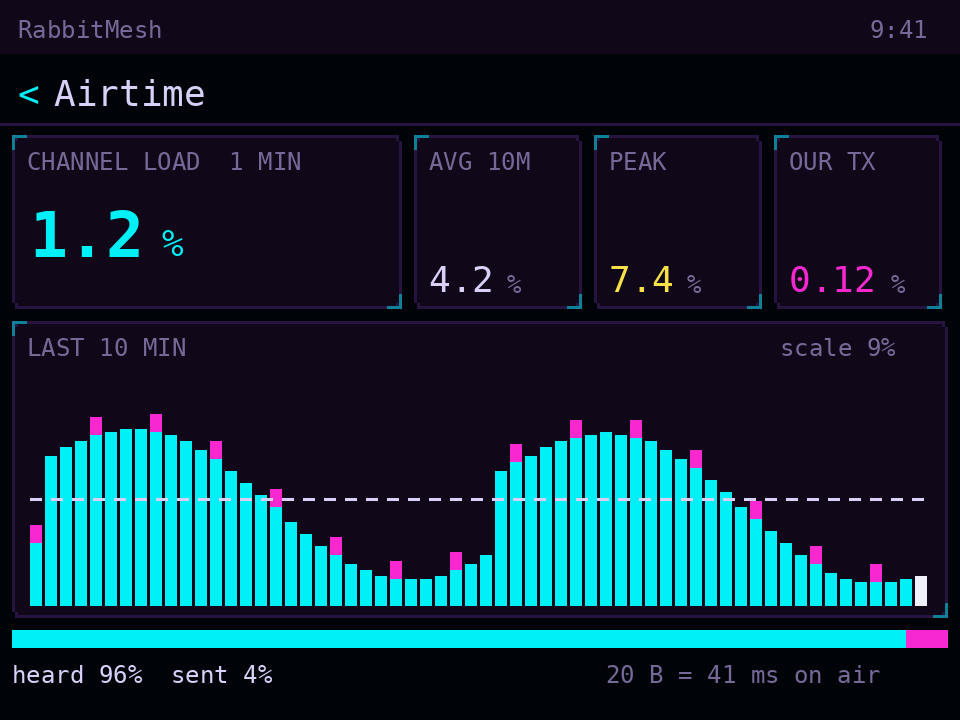 RabbitMesh 9:41
< Airtime
CHANNEL LOAD 1 MIN
1.2 %
AVG 10M
4.2 %
PEAK
7.4 %
OUR TX
0.12 %
LAST 10 MIN scale 9%
heard 96% sent 4% 20 B = 41 ms on air